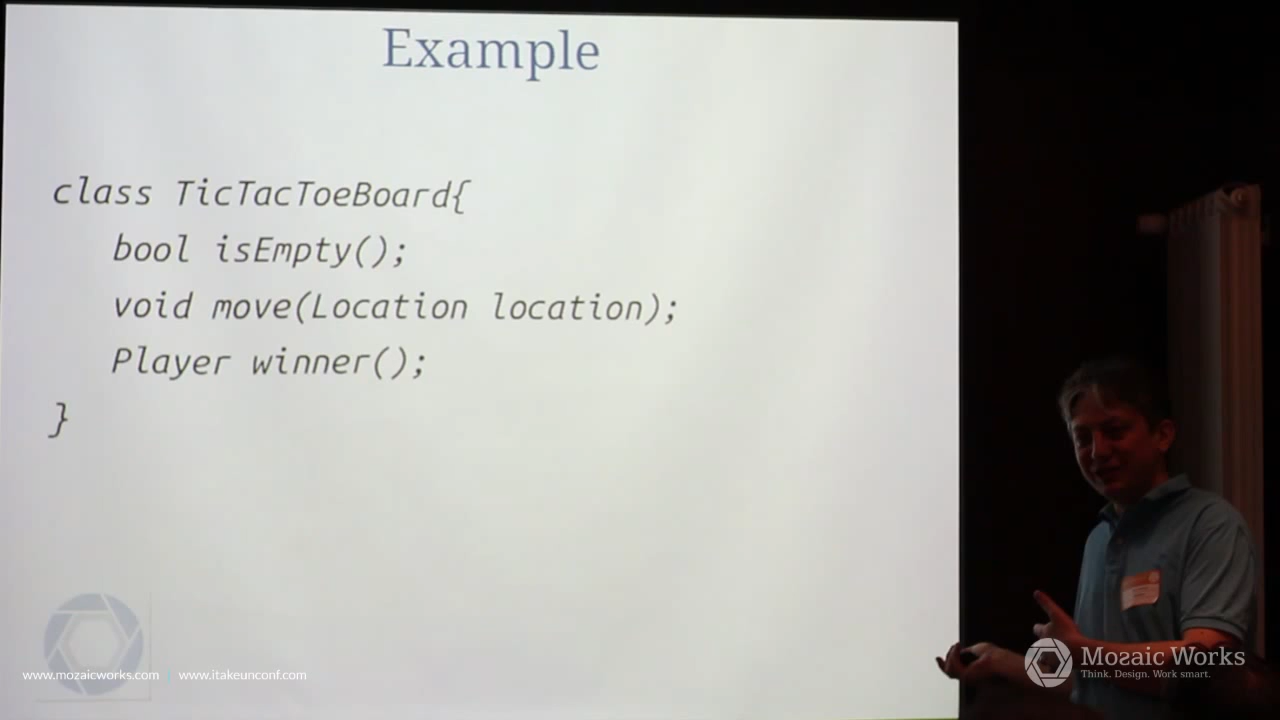 Example
class TicTacToeBoard{
bool isEmpty();
void move(Location location);
Player winner();
}
www.mozaicworks.com | www.itakeunconf.com
Mozaic Works
Think. Design. Work smart.